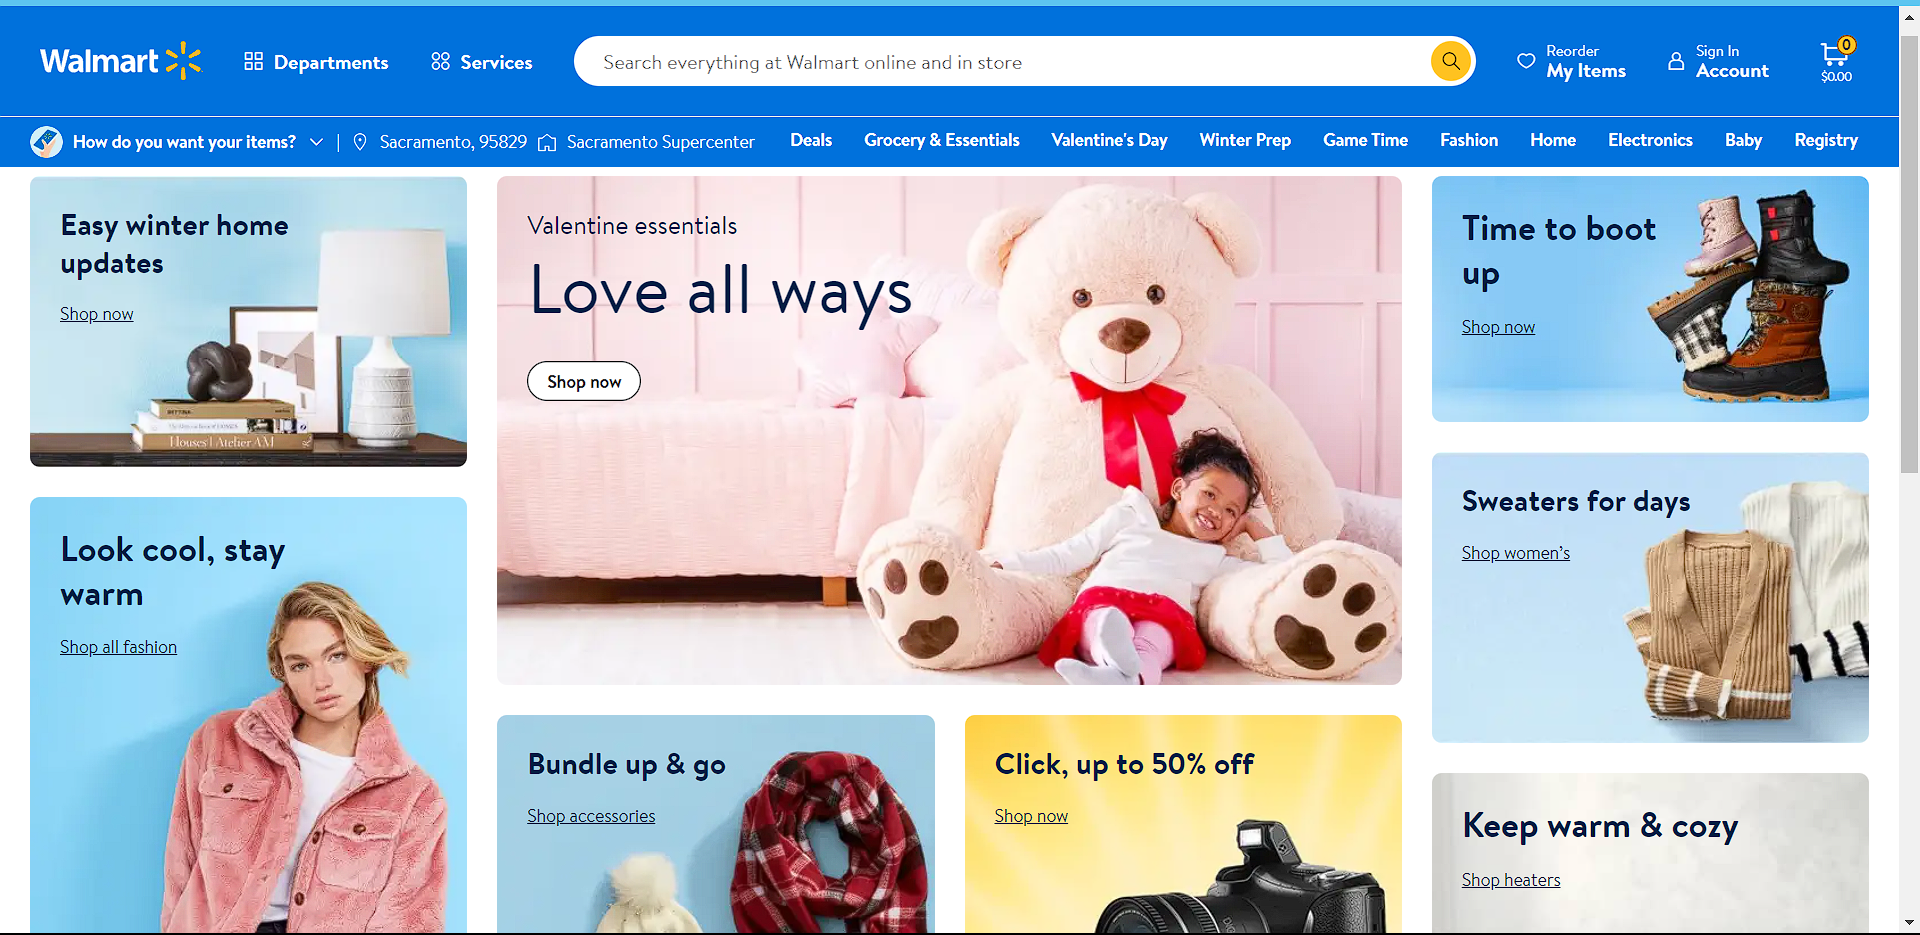 Walmart
Departments
Services
Search everything at Walmart online and in store
Reorder
My Items
Sign In
Account
0
$0.00
How do you want your items?
Sacramento, 95829
Sacramento Supercenter
Deals
Grocery & Essentials
Valentine's Day
Winter Prep
Game Time
Fashion
Home
Electronics
Baby
Registry
Easy winter home
updates
Shop now
Houses | Atelier AM
Valentine essentials
Love all ways
Shop now
Time to boot
up
Shop now
Look cool, stay
warm
Shop all fashion
Sweaters for days
Shop women’s
Bundle up & go
Shop accessories
Click, up to 50% off
Shop now
Keep warm & cozy
Shop heaters